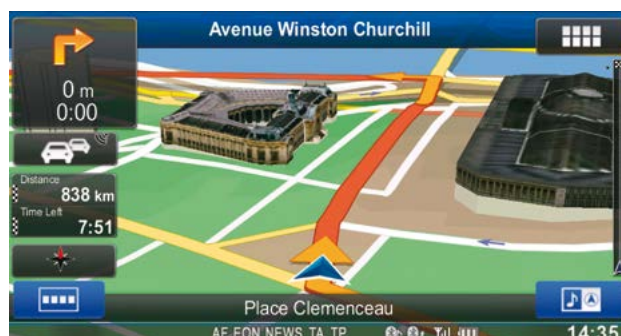 Avenue Winston Churchill
0 m
0:00
Distance
838 km
Time Left
7:51
Place Clemenceau
AF EON NEWS TA TP
14:35